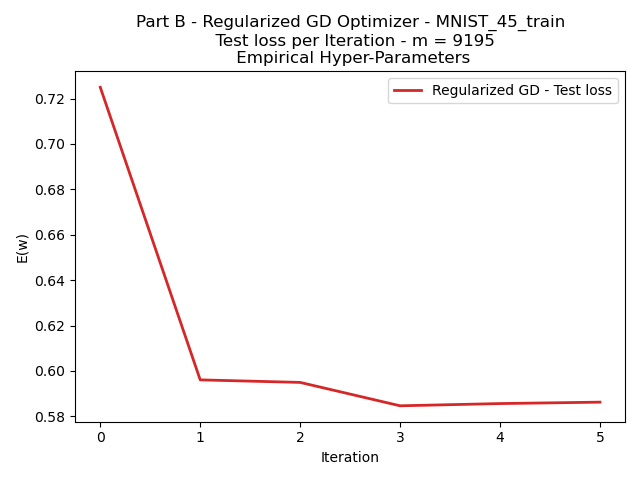 Part B - Regularized GD Optimizer - MNIST_45_train
Test loss per Iteration - m = 9195
Empirical Hyper-Parameters
Regularized GD - Test loss
0.72
0.70
0.68
0.66
0.64
0.62
0.60
0.58
E(w)
0 1 2 3 4 5
Iteration